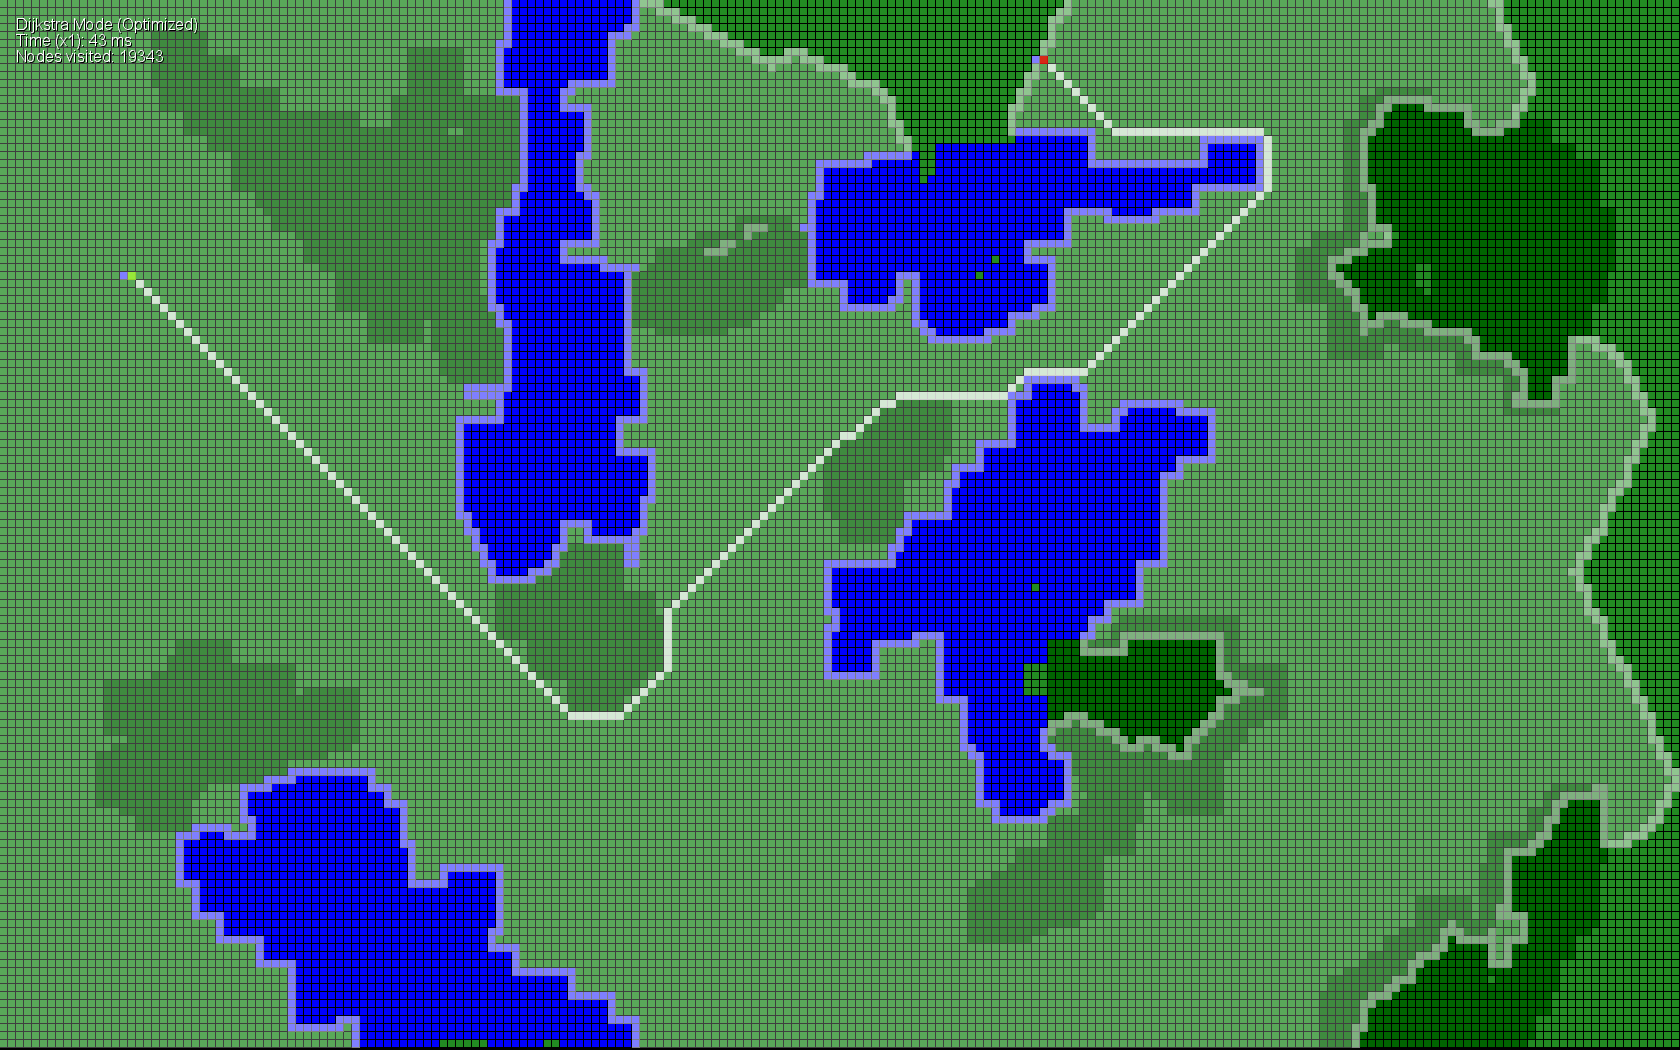 Dijkstra Mode (Optimized)
Time (x1): 43 ms
Nodes visited: 19343